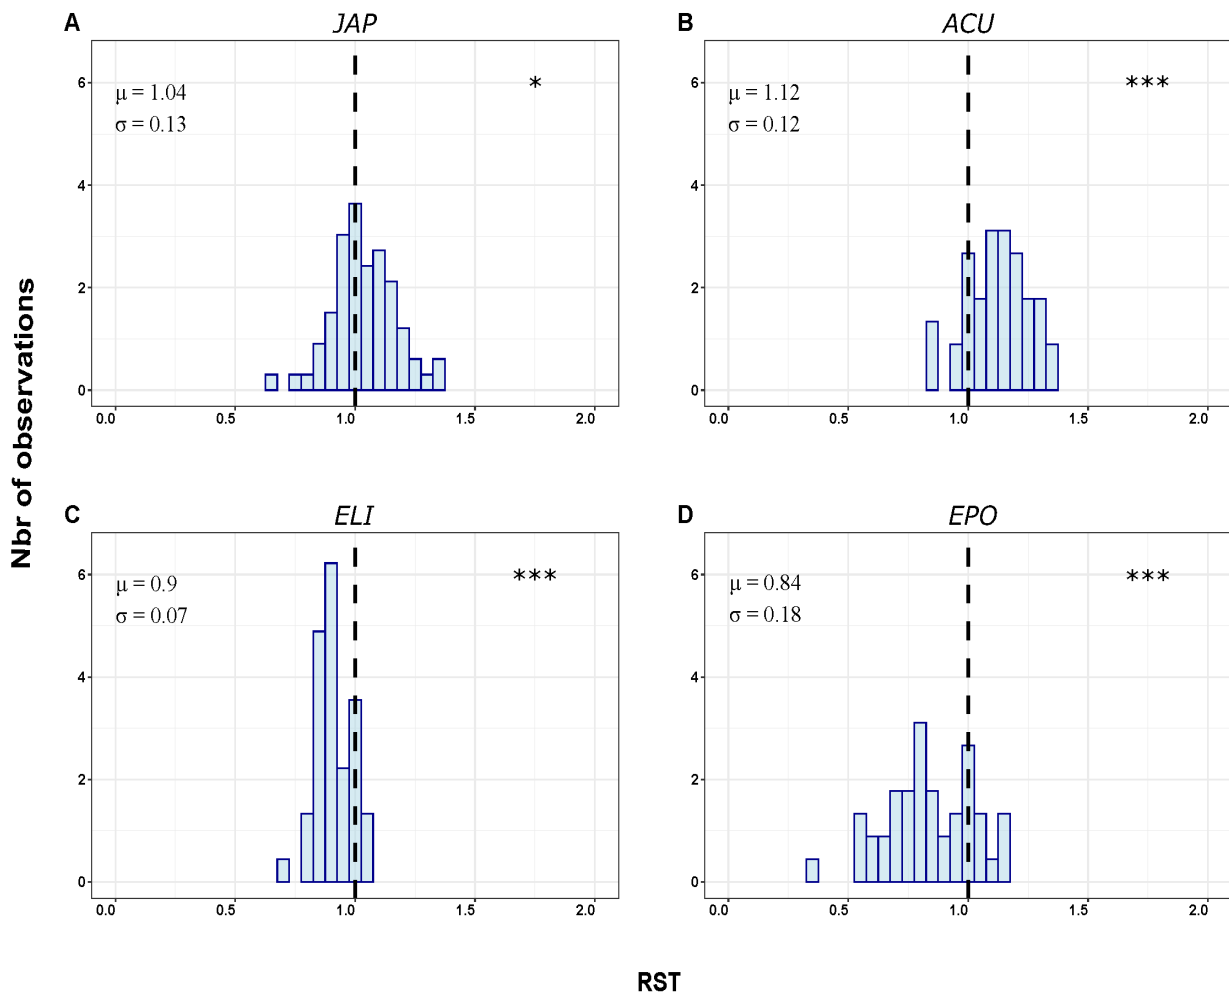 A
JAP
6
4
2
0
μ = 1.04
σ = 0.13
*
0.0 0.5 1.0 1.5 2.0
B
ACU
6
4
2
0
μ = 1.12
σ = 0.12
***
0.0 0.5 1.0 1.5 2.0
Nbr of observations
C
ELI
6
4
2
0
μ = 0.9
σ = 0.07
***
0.0 0.5 1.0 1.5 2.0
D
EPO
6
4
2
0
μ = 0.84
σ = 0.18
***
0.0 0.5 1.0 1.5 2.0
RST